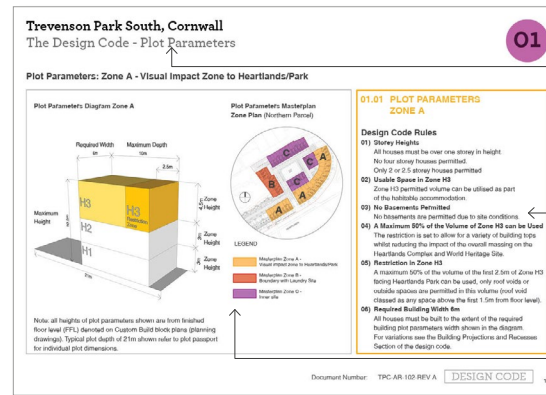 Trevenson Park South, Cornwall
The Design Code - Plot Parameters
01
Plot Parameters: Zone A - Visual Impact Zone to Heartlands/Park
Plot Parameters Diagram Zone A
Plot Parameters Masterplan
Zone Plan (Northern Parcel)
Required Width
Maximum Depth
6m
10m
2.5m
H3
H3
Restriction
Zone
H2
H1
Maximum
Height
Zone
Height
Zone
Height
Zone
Height
4.5m
3m
3m
21m
C
A
B
C
C
A
A
A
LEGEND
Masterplan Zone A -
Visual impact zone to Heartlands/Park
Masterplan Zone B -
Boundary with Laundry Site
Masterplan Zone C -
Inner site
Note: all heights of plot parameters shown are from finished
floor level (FFL) denoted on Custom Build block plans (planning
drawings). Typical plot depth of 21m shown refer to plot passport
for individual plot dimensions.
01.01 PLOT PARAMETERS
ZONE A
Design Code Rules
01) Storey Heights
All houses must be over one storey in height.
No four storey houses permitted.
Only 2 or 2.5 storey houses permitted
02) Usable Space in Zone H3
Zone H3 permitted volume can be utilised as part
of the habitable accommodation
03) No Basements Permitted
No basements are permitted due to site conditions
04) A Maximum 50% of the Volume of Zone H3 can be Used
The restriction is set to allow for a variety of building tops
whilst reducing the impact of the overall massing on the
Heartlands Complex and World Heritage Site.
05) Restriction in Zone H3
A maximum 50% of the volume of the first 2.5m of Zone H3
facing Heartlands Park can be used, only roof voids or
outside spaces are permitted in this volume (roof void
classed as any space above the first 1.5m from floor level).
06) Required Building Width 6m
All houses must be built to the extent of the required
building plot parameters width shown in the diagram
For variations see the Building Projections and Recesses
Section of the design code.
Document Number: TPC-AR-102-REV A
DESIGN CODE